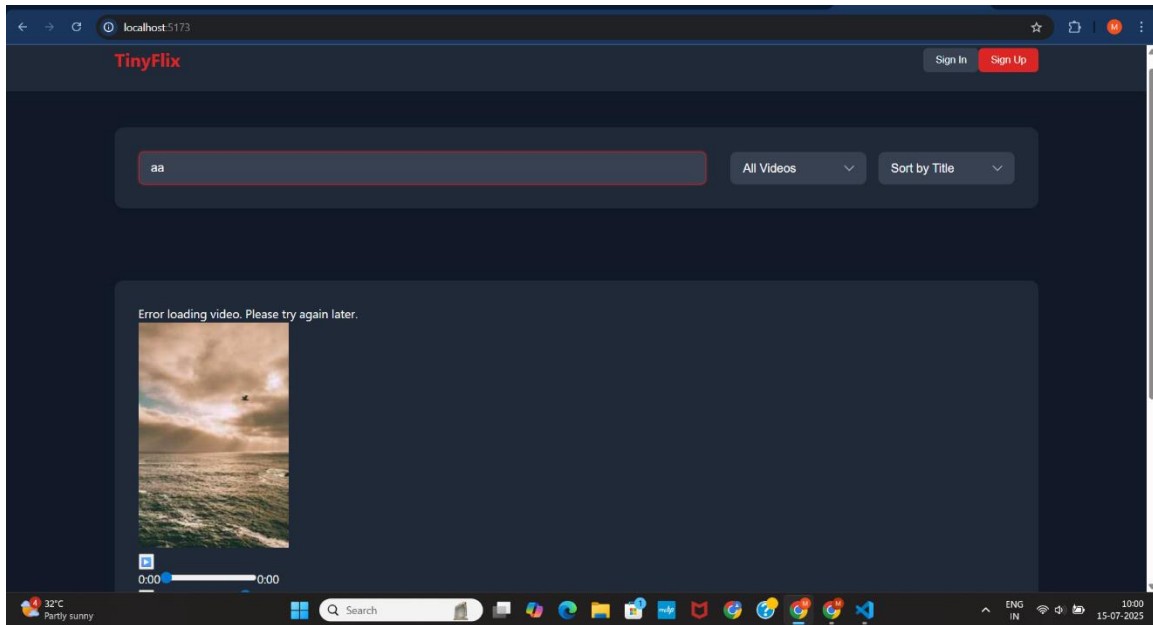 localhost:5173
M
TinyFlix
Sign In
Sign Up
aa
All Videos
Sort by Title
Error loading video. Please try again later.
0:00
0:00
4
32°C
Partly sunny
Search
ENG
IN
10:00
15-07-2025